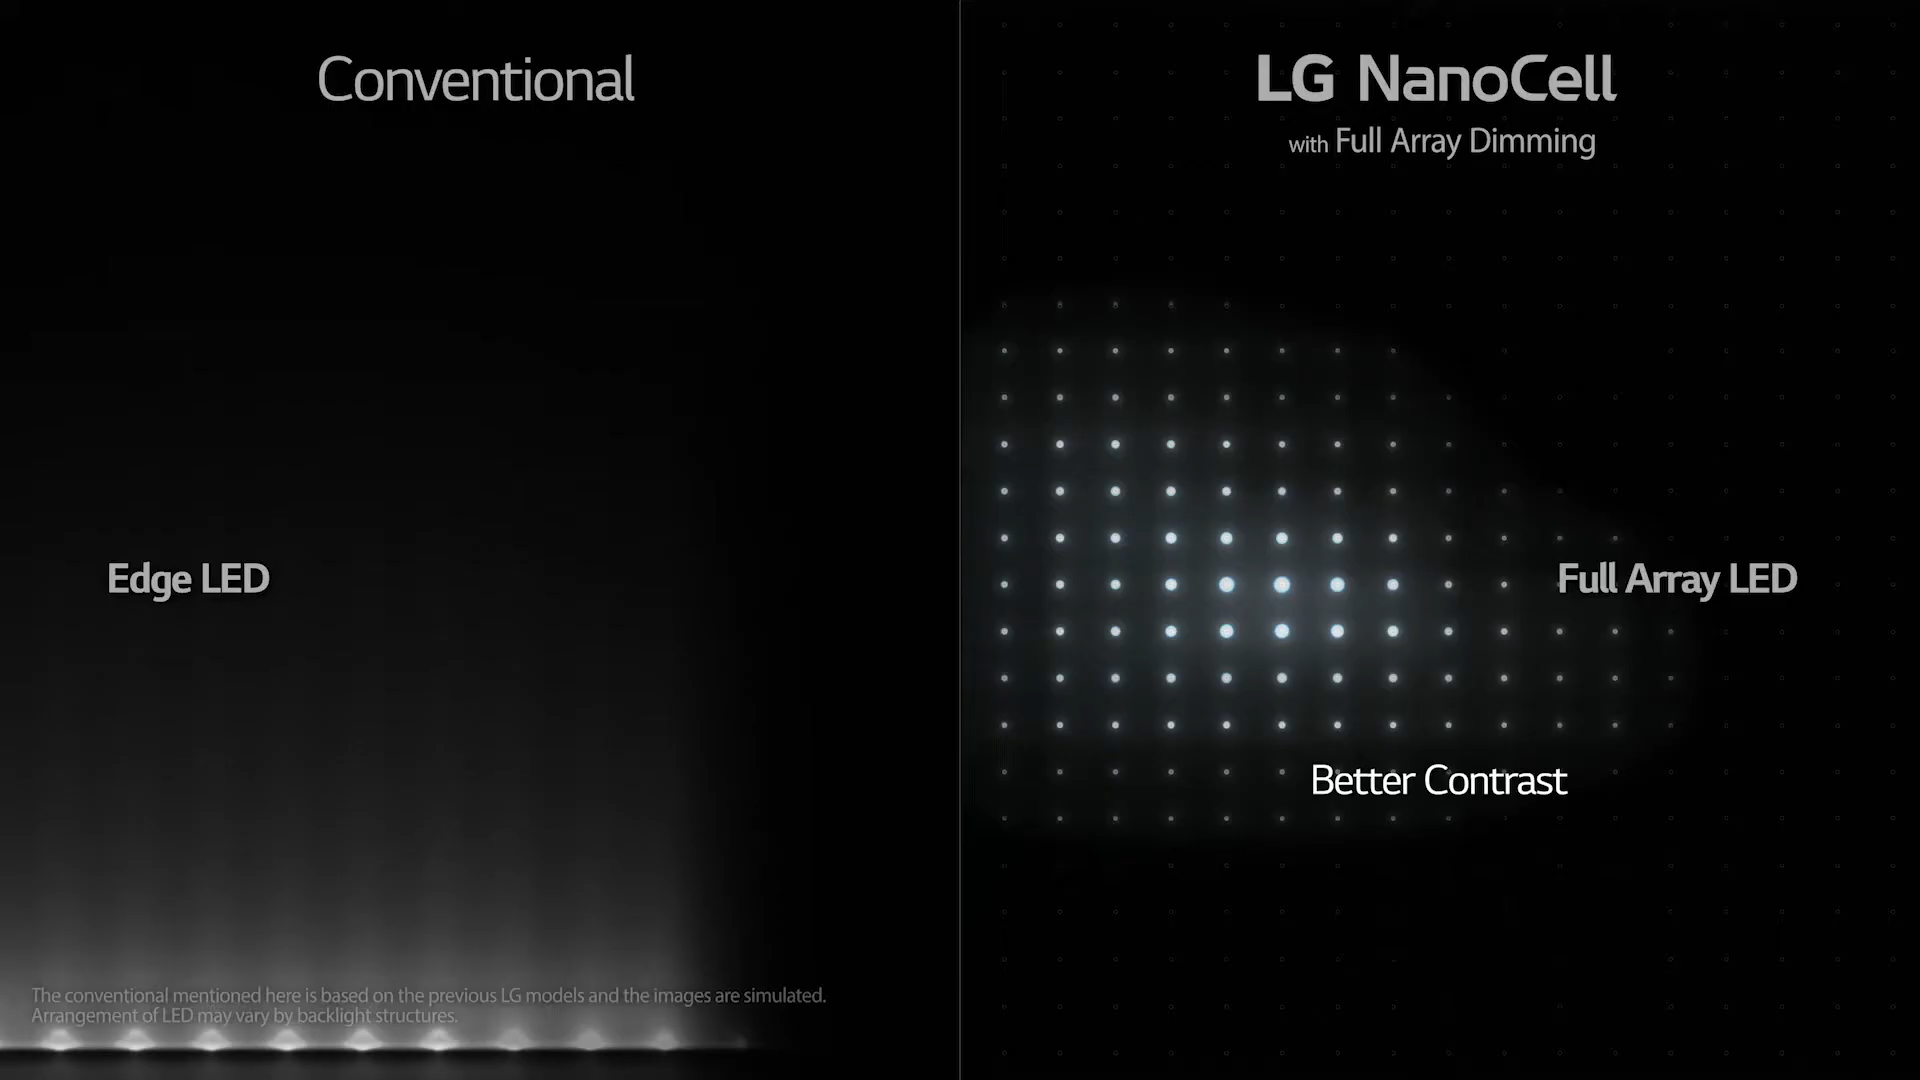 Conventional
LG NanoCell
with Full Array Dimming
Edge LED
Full Array LED
Better Contrast
The conventional mentioned here is based on the previous LG models and the images are simulated.
Arrangement of LED may vary by backlight structures.